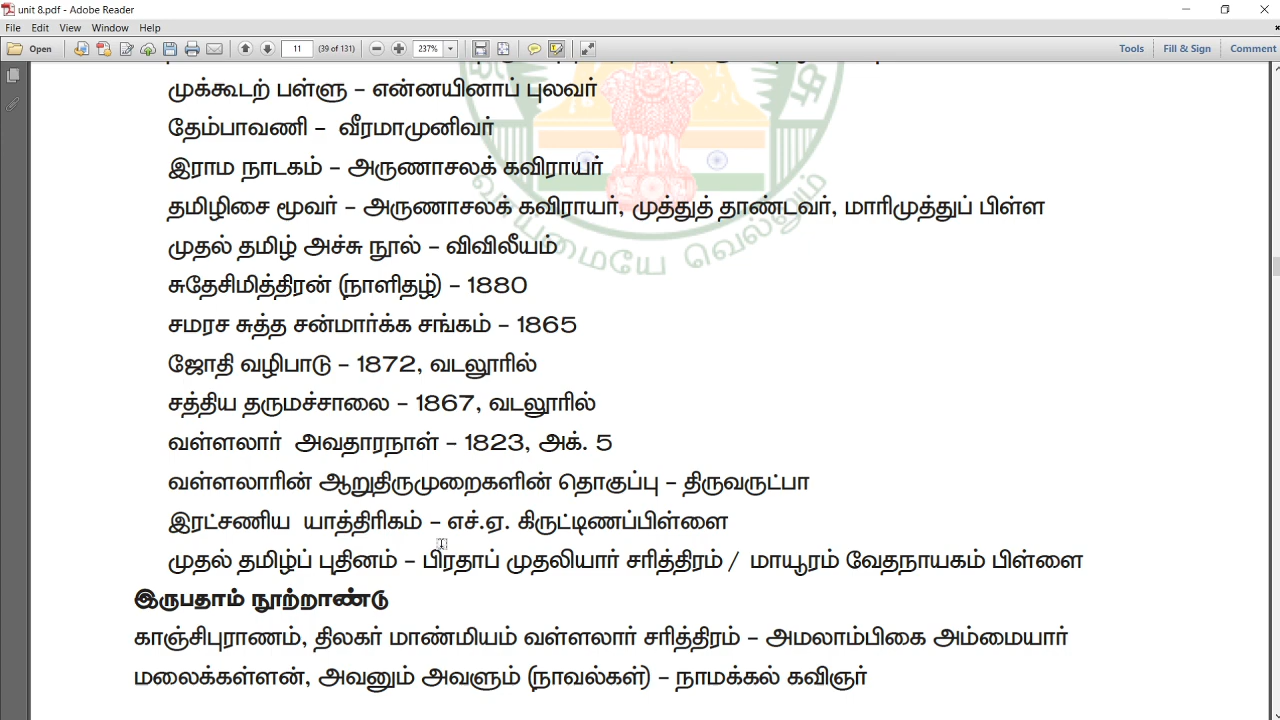 unit 8.pdf - Adobe Reader
File Edit View Window Help
Open 11 (39 of 131) 237% Tools Fill & Sign Comment
முக்கூடற் பள்ளு – என்னயினாப் புலவர்
தேம்பாவணி – வீரமாமுனிவர்
இராம நாடகம் – அருணாசலக் கவிராயர்
தமிழிசை மூவர் – அருணாசலக் கவிராயர், முத்துத் தாண்டவர், மாரிமுத்துப் பிள்ள
முதல் தமிழ் அச்சு நூல் – விவிலீயம்
சுதேசிமித்திரன் (நாளிதழ்) – 1880
சமரச சுத்த சன்மார்க்க சங்கம் – 1865
ஜோதி வழிபாடு – 1872, வடலூரில்
சத்திய தருமச்சாலை – 1867, வடலூரில்
வள்ளலார் அவதாரநாள் – 1823, அக். 5
வள்ளலாரின் ஆறுதிருமுறைகளின் தொகுப்பு – திருவருட்பா
இரட்சணிய யாத்திரிகம் – எச்.ஏ. கிருட்டிணப்பிள்ளை
முதல் தமிழ்ப் புதினம் – பிரதாப் முதலியார் சரித்திரம் / மாயூரம் வேதநாயகம் பிள்ளை
இருபதாம் நூற்றாண்டு
காஞ்சிபுராணம், திலகர் மாண்மியம் வள்ளலார் சரித்திரம் – அமலாம்பிகை அம்மையார்
மலைக்கள்ளன், அவனும் அவளும் (நாவல்கள்) – நாமக்கல் கவிஞர்
வாய்மையே வெல்லும்